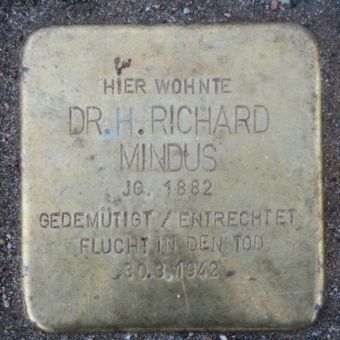 HIER WOHNTE
DR. H. RICHARD
MINDUS
JG. 1882
GEDEMÜTIGT / ENTRECHTET
FLUCHT IN DEN TOD
30.3.1942